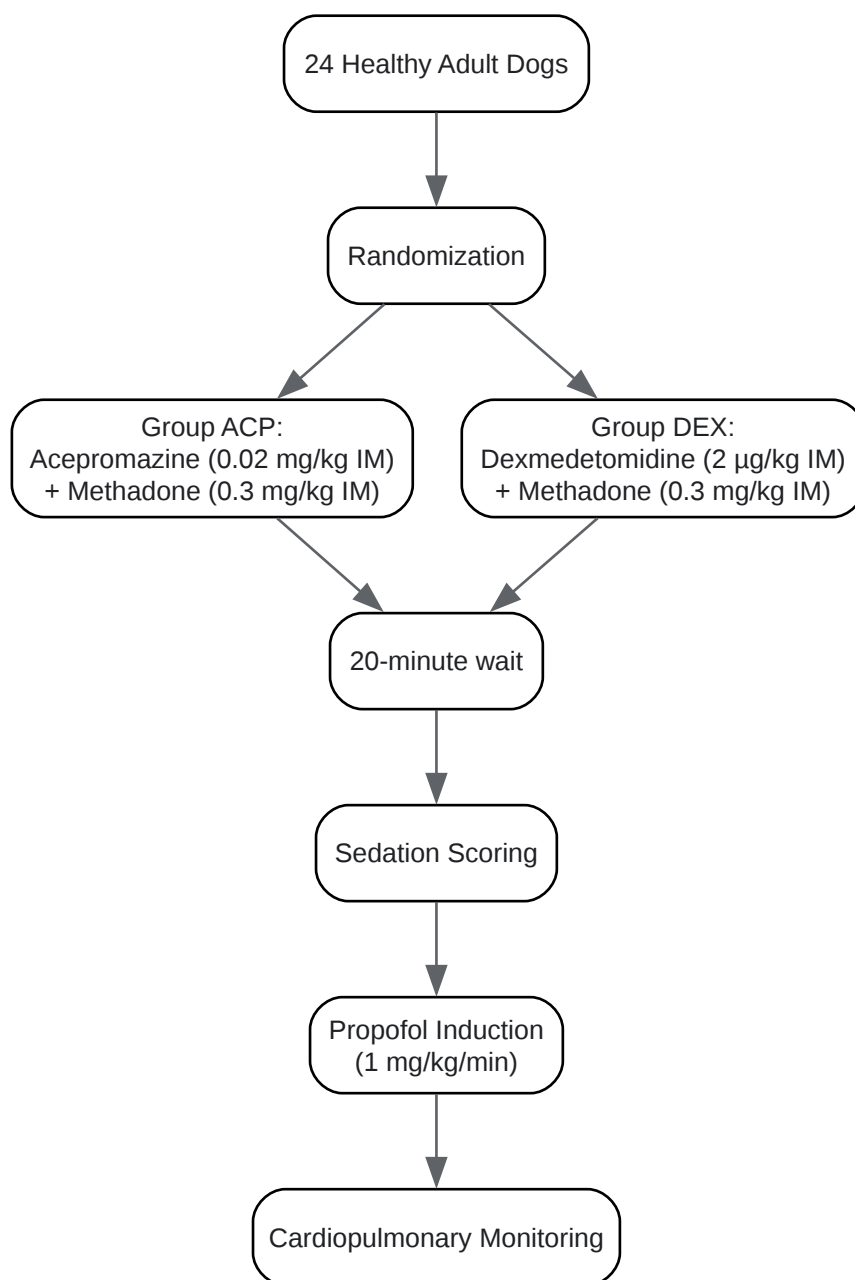 24 Healthy Adult Dogs
Randomization
Group ACP:
Acepromazine (0.02 mg/kg IM)
+ Methadone (0.3 mg/kg IM)
Group DEX:
Dexmedetomidine (2 µg/kg IM)
+ Methadone (0.3 mg/kg IM)
20-minute wait
Sedation Scoring
Propofol Induction
(1 mg/kg/min)
Cardiopulmonary Monitoring